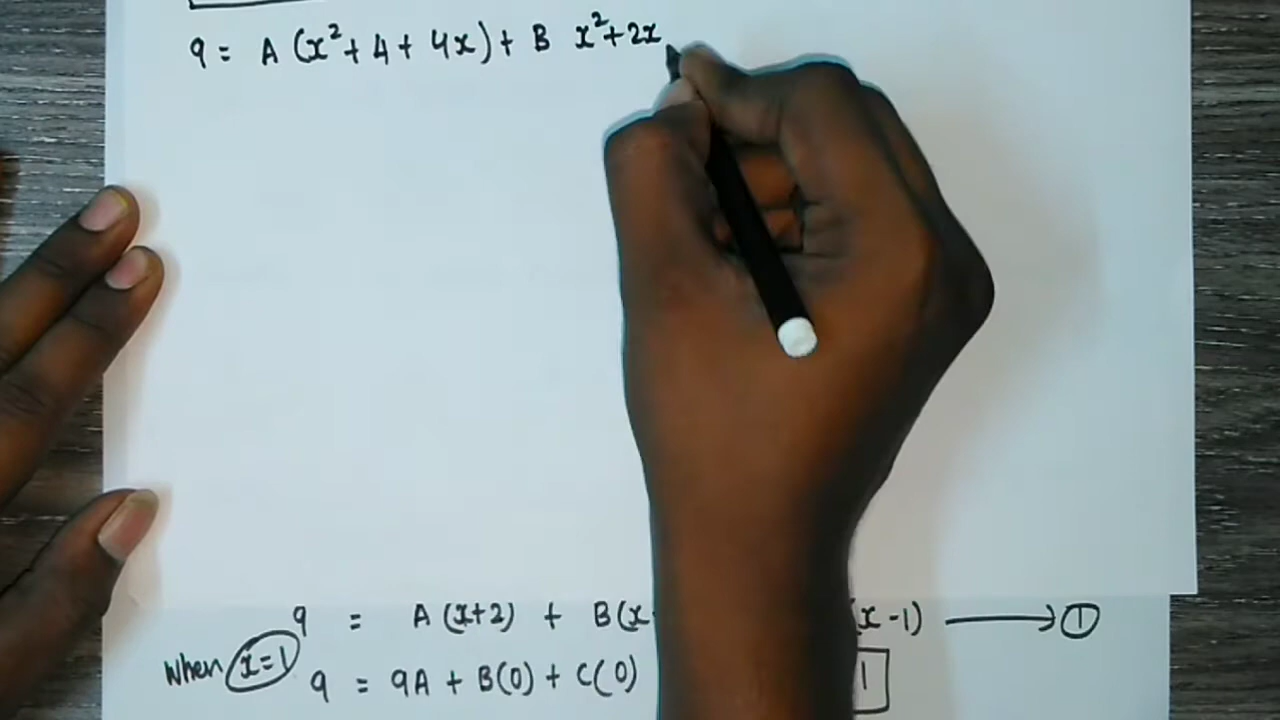 9 = A (x²+ 4 + 4x) + B x²+2x
9 = A (x+2) + B(x (x -1) ⟶ ①
When x=1 9 = 9A + B(0) + C(0) 1